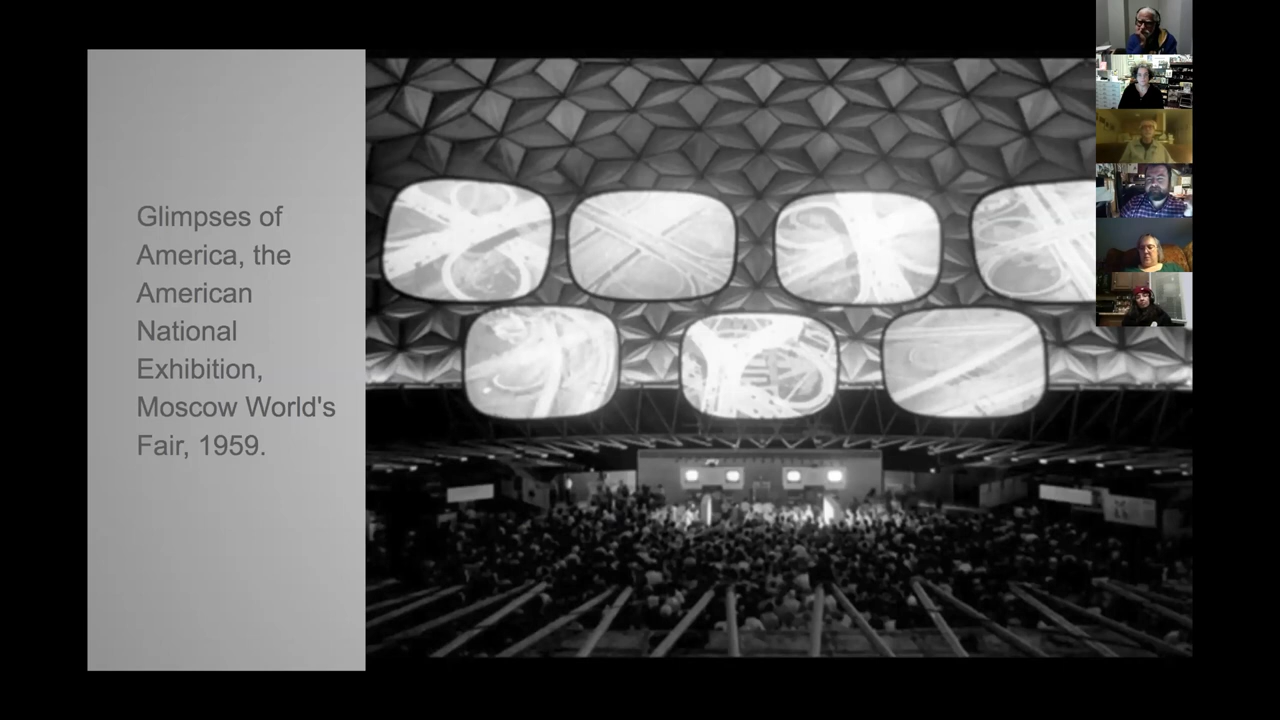 Glimpses of
America, the
American
National
Exhibition,
Moscow World's
Fair, 1959.